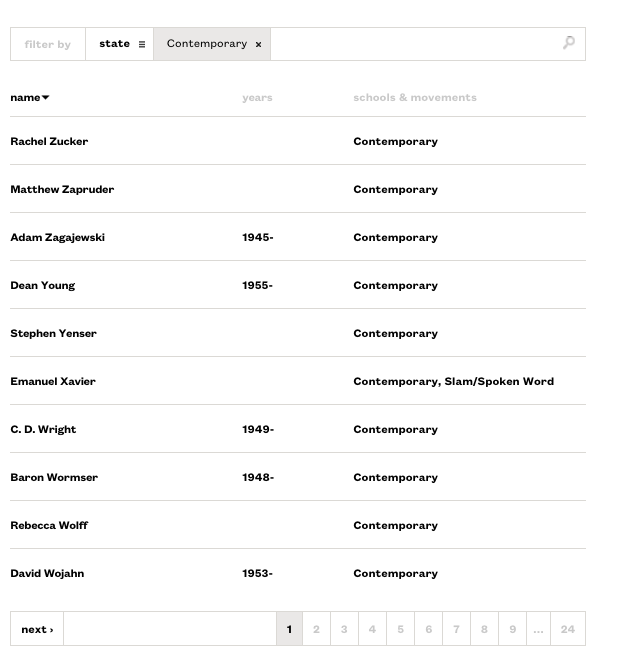 filter by state ≡ Contemporary ×
name▼ years schools & movements
Rachel Zucker Contemporary
Matthew Zapruder Contemporary
Adam Zagajewski 1945- Contemporary
Dean Young 1955- Contemporary
Stephen Yenser Contemporary
Emanuel Xavier Contemporary, Slam/Spoken Word
C. D. Wright 1949- Contemporary
Baron Wormser 1948- Contemporary
Rebecca Wolff Contemporary
David Wojahn 1953- Contemporary
next › 1 2 3 4 5 6 7 8 9 ... 24